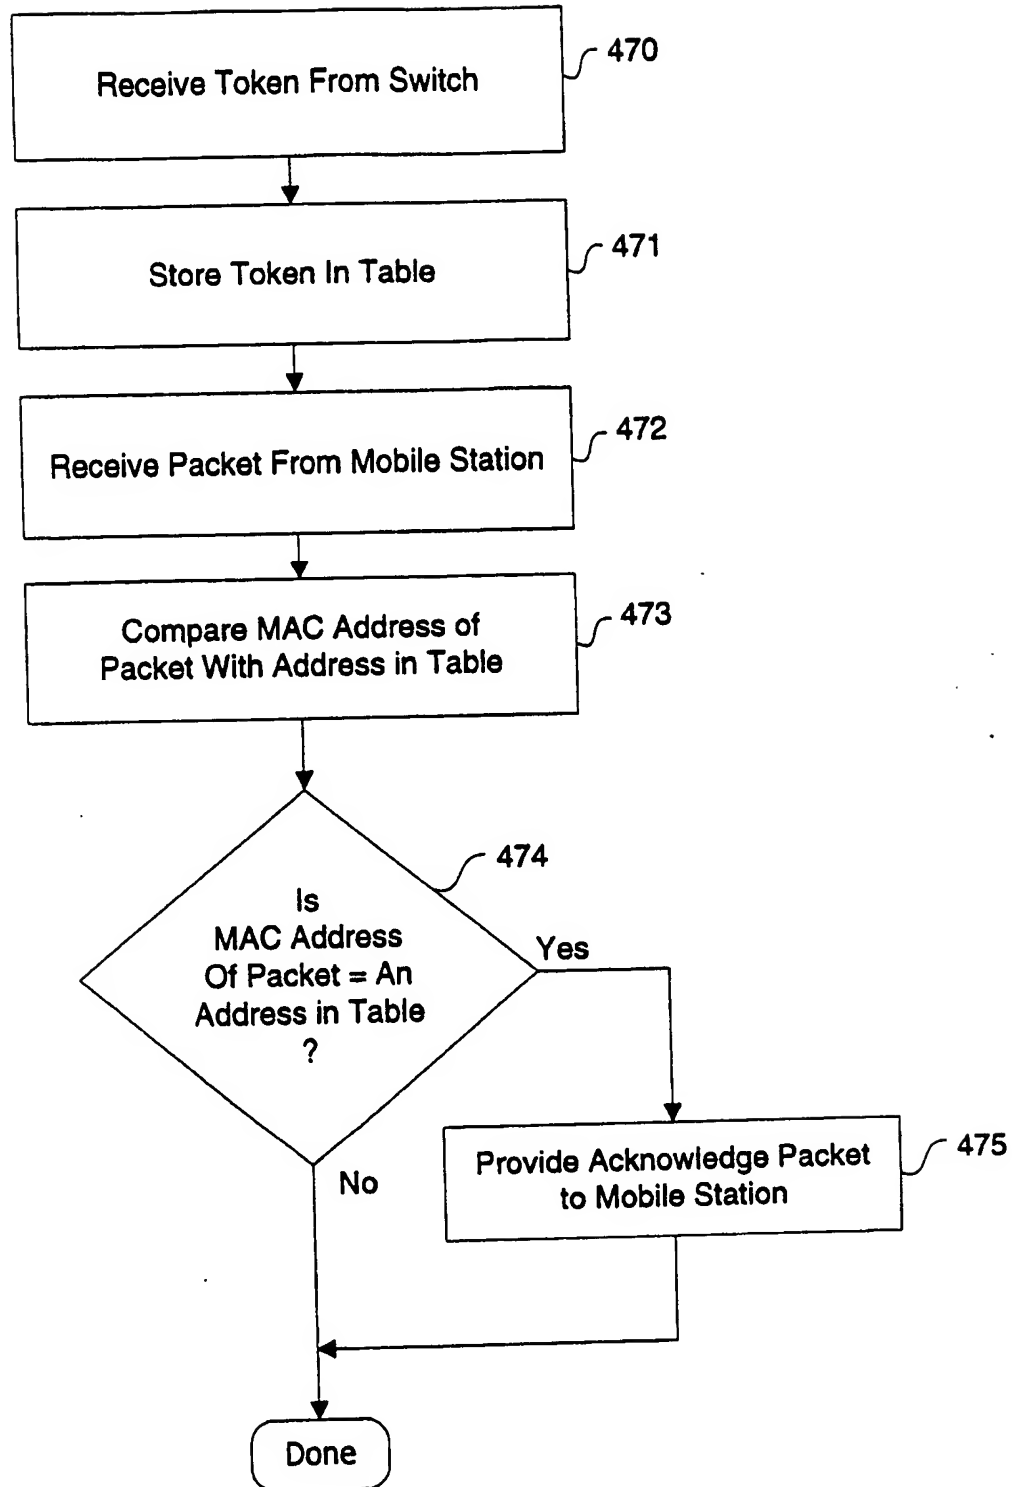 Receive Token From Switch
470
Store Token In Table
471
Receive Packet From Mobile Station
472
Compare MAC Address of
Packet With Address in Table
473
474
Is
MAC Address
Of Packet = An
Address in Table
?
Yes
No
Provide Acknowledge Packet
to Mobile Station
475
Done